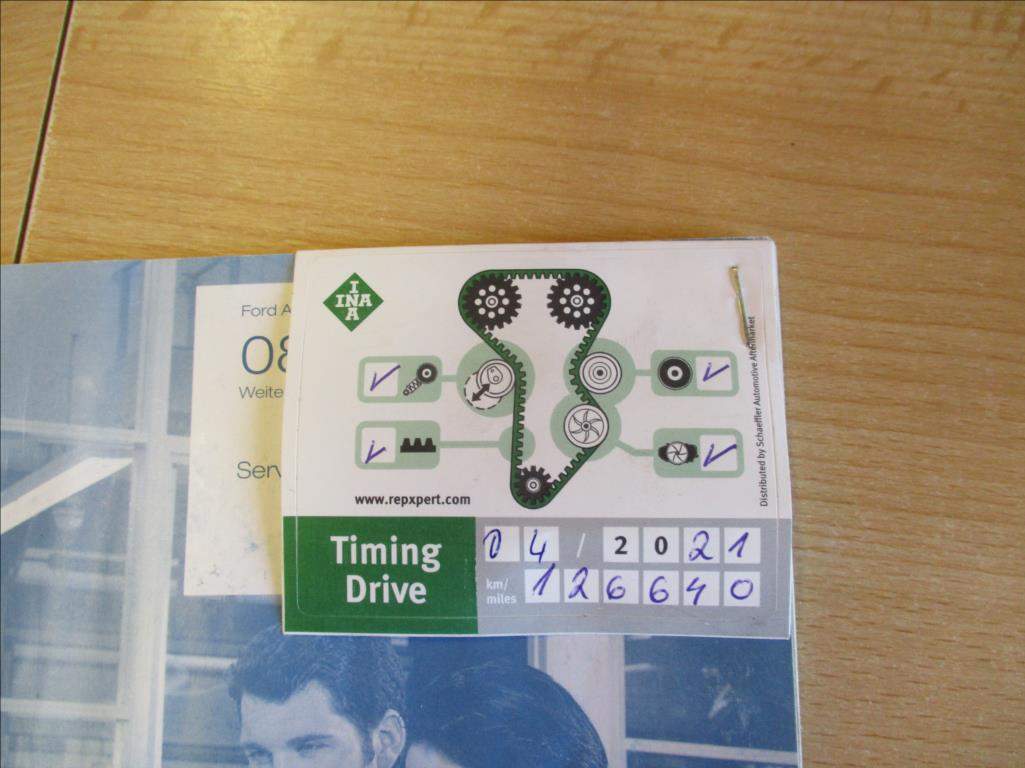 Ford A
08
Weite
Serv
INA
INA
www.repxpert.com
Distributed by Schaeffler Automotive Aftermarket
Timing
Drive
04 / 2021
km/
miles
126640